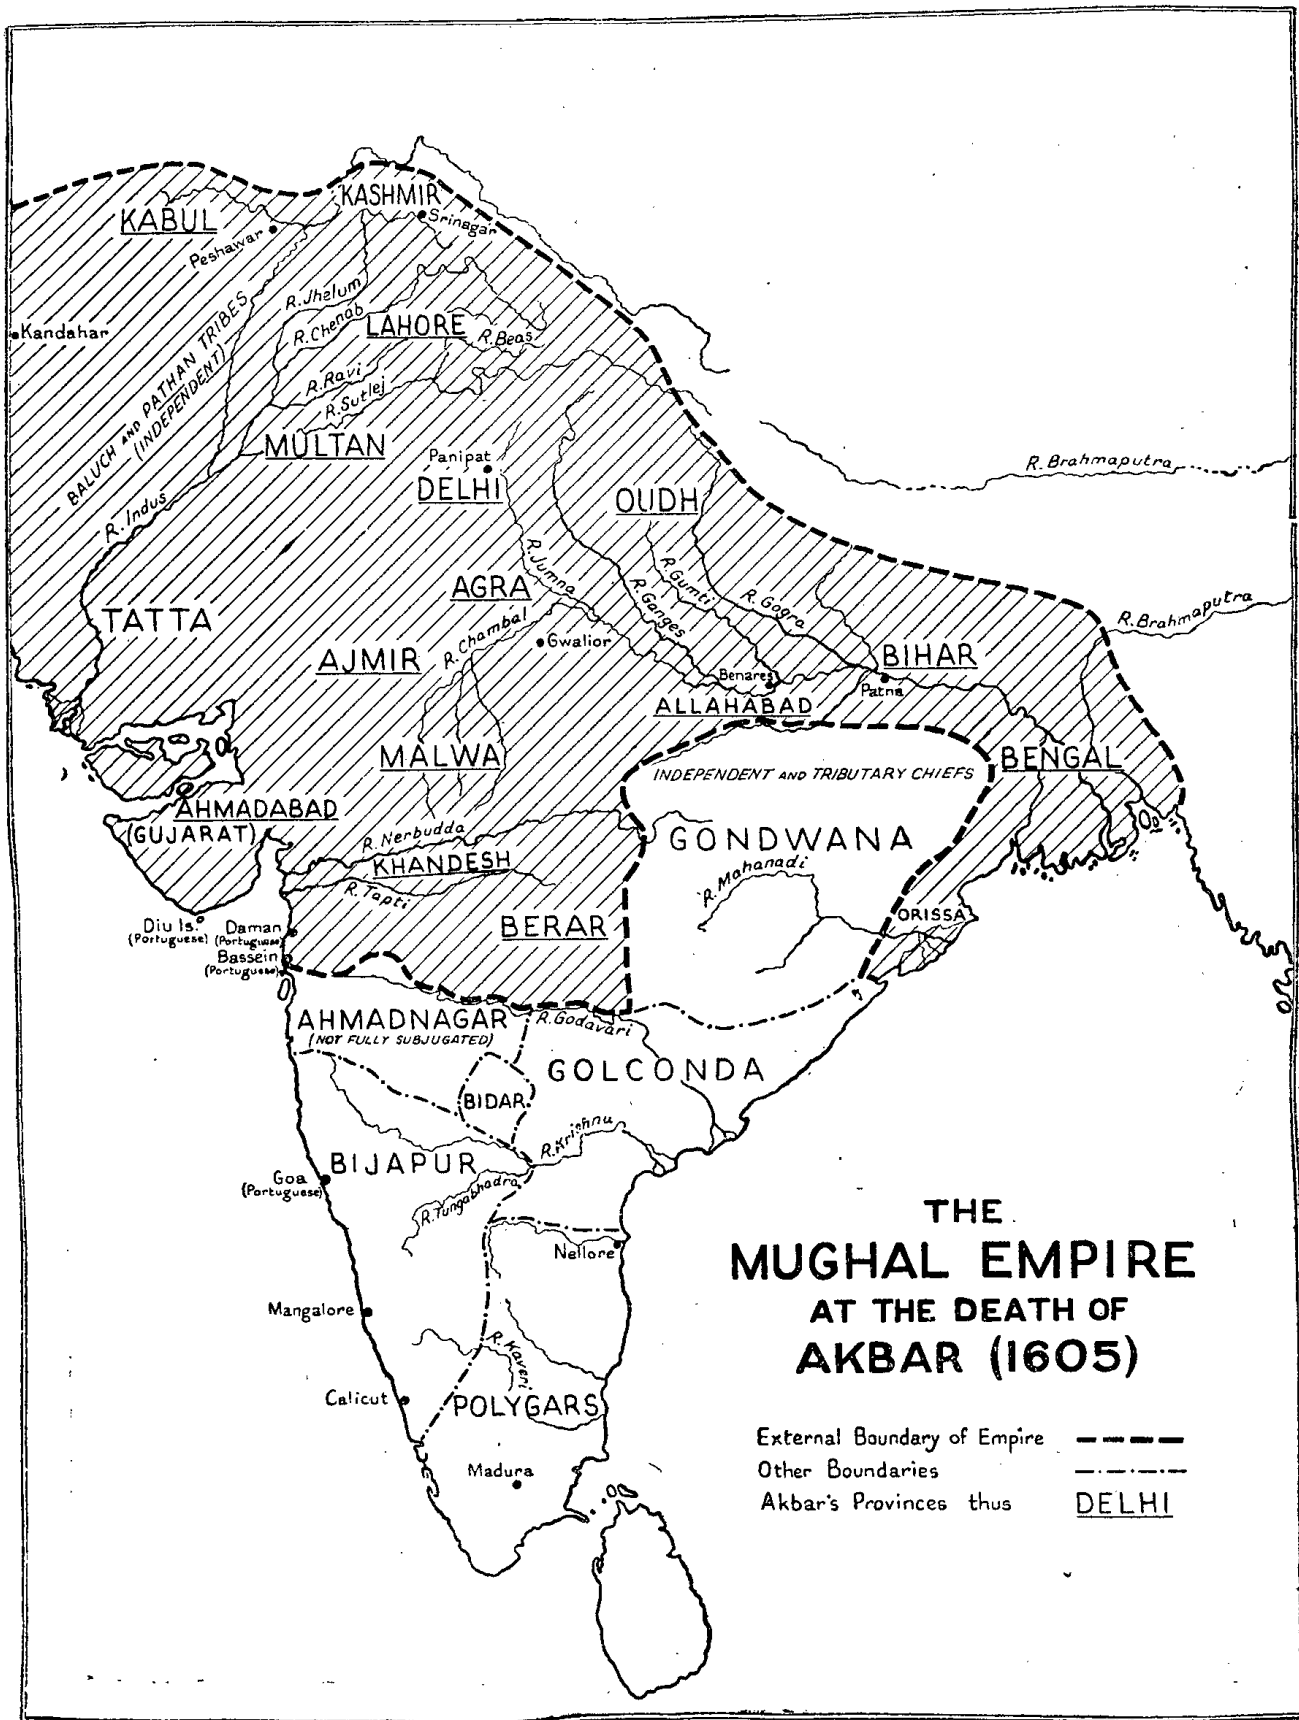 KASHMIR
KABUL
Srinagar
Peshawar
R. Jhelum
Kandahar
R. Chenab
LAHORE
R. Beas
BALUCH AND PATHAN TRIBES
(INDEPENDENT)
R. Ravi
R. Sutlej
MULTAN
Panipat
DELHI
R. Brahmaputra
OUDH
R. Indus
R. Jumna
R. Gumti
AGRA
R. Ganges
R. Gogra
R. Brahmaputra
TATTA
R. Chambal
Gwalior
AJMIR
BIHAR
Benares
Patna
ALLAHABAD
MALWA
BENGAL
INDEPENDENT AND TRIBUTARY CHIEFS
AHMADABAD
(GUJARAT)
R. Nerbudda
GONDWANA
KHANDESH
R. Mahanadi
R. Tapti
ORISSA
BERAR
Diu Is.
(Portuguese)
Daman
(Portuguese)
Bassein
(Portuguese)
AHMADNAGAR
(NOT FULLY SUBJUGATED)
R. Godavari
GOLCONDA
BIDAR
R. Krishnu
BIJAPUR
Goa
(Portuguese)
R. Tungabhadra
Nellore
Mangalore
R. Kaveri
Calicut
POLYGARS
Madura
THE
MUGHAL EMPIRE
AT THE DEATH OF
AKBAR (1605)
External Boundary of Empire
Other Boundaries
Akbar's Provinces thus DELHI